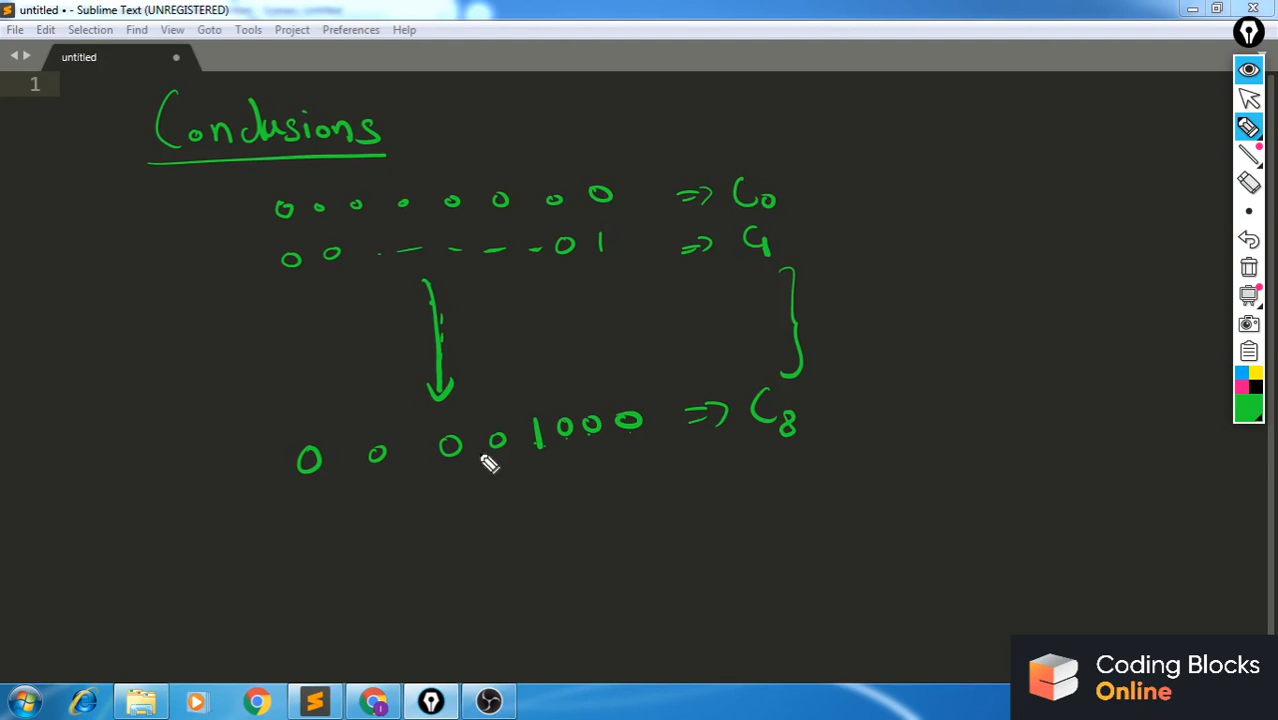 untitled • - Sublime Text (UNREGISTERED)
File Edit Selection Find View Goto Tools Project Preferences Help
untitled
1
Conclusions
0 0 0 0 0 0 0 0 => C0
0 0 . - - - - 0 1 => C1
0 0 0 0 1 0 0 0 => C8
Coding Blocks
Online